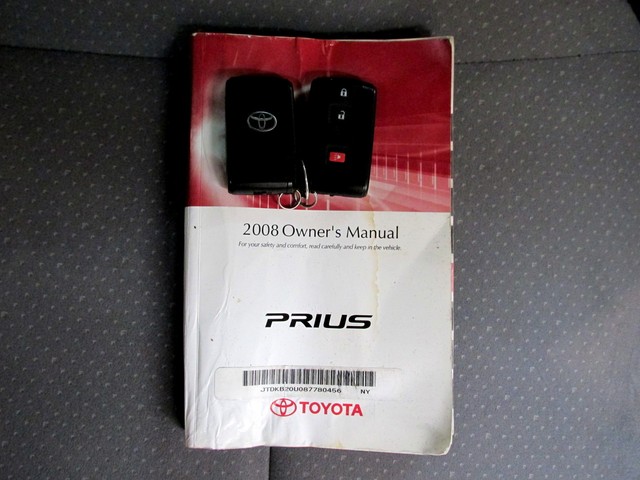 2008 Owner's Manual
For your safety and comfort, read carefully and keep in the vehicle.
PRIUS
JTDKB20U087780456 NY
TOYOTA